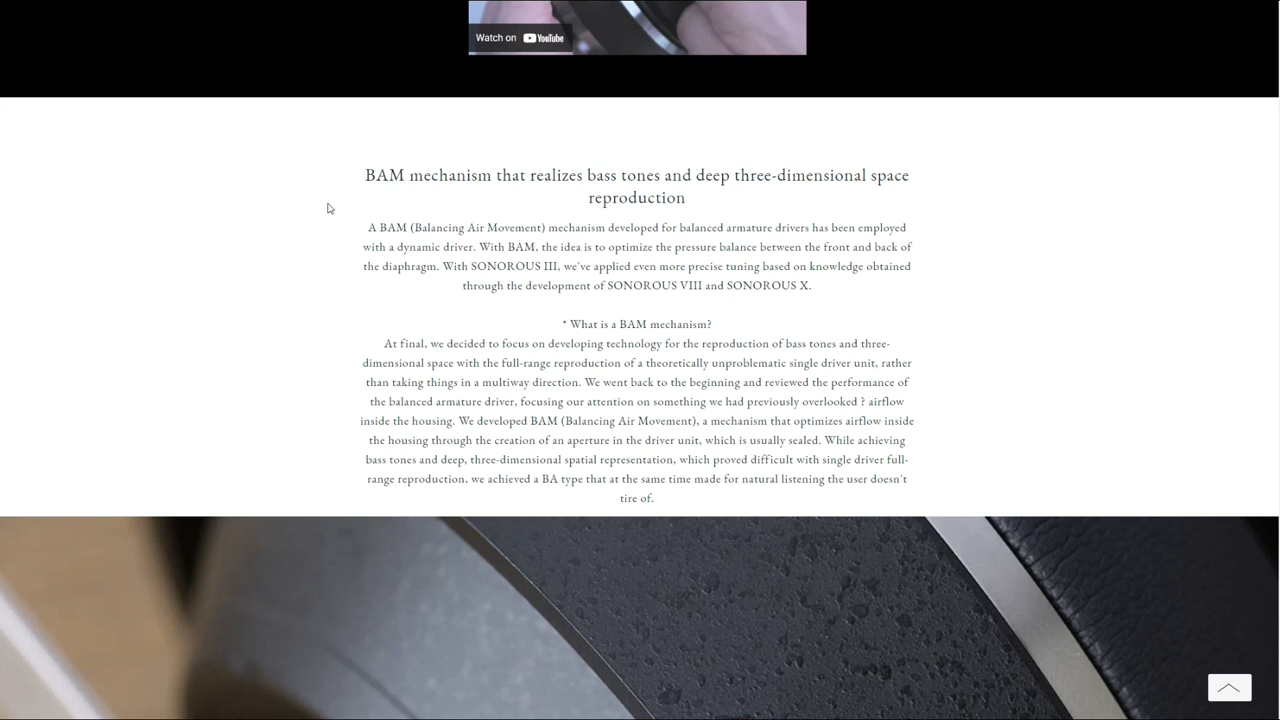 Watch on YouTube
BAM mechanism that realizes bass tones and deep three-dimensional space
reproduction
A BAM (Balancing Air Movement) mechanism developed for balanced armature drivers has been employed
with a dynamic driver. With BAM, the idea is to optimize the pressure balance between the front and back of
the diaphragm. With SONOROUS III, we've applied even more precise tuning based on knowledge obtained
through the development of SONOROUS VIII and SONOROUS X.
* What is a BAM mechanism?
At final, we decided to focus on developing technology for the reproduction of bass tones and three-
dimensional space with the full-range reproduction of a theoretically unproblematic single driver unit, rather
than taking things in a multiway direction. We went back to the beginning and reviewed the performance of
the balanced armature driver, focusing our attention on something we had previously overlooked ? airflow
inside the housing. We developed BAM (Balancing Air Movement), a mechanism that optimizes airflow inside
the housing through the creation of an aperture in the driver unit, which is usually sealed. While achieving
bass tones and deep, three-dimensional spatial representation, which proved difficult with single driver full-
range reproduction, we achieved a BA type that at the same time made for natural listening the user doesn't
tire of.